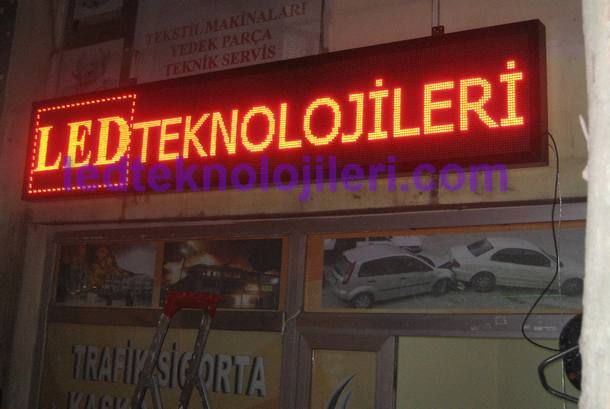 TEKSTİL MAKİNALARI
YEDEK PARÇA
TEKNİK SERVİS
LED TEKNOLOJİLERİ
ledteknolojileri.com
TRAFİK SİGORTA